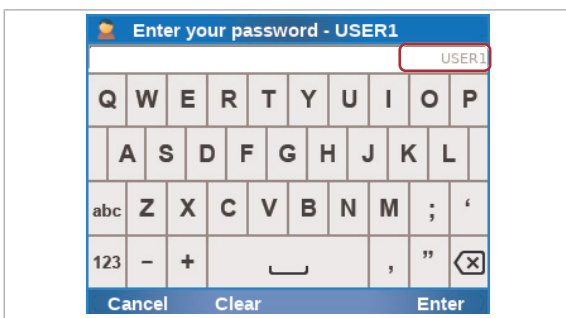 Enter your password - USER1
USER1
Q W E R T Y U I O P
A S D F G H J K L
abc Z X C V B N M ; ‘
123 - + , ”
Cancel Clear Enter